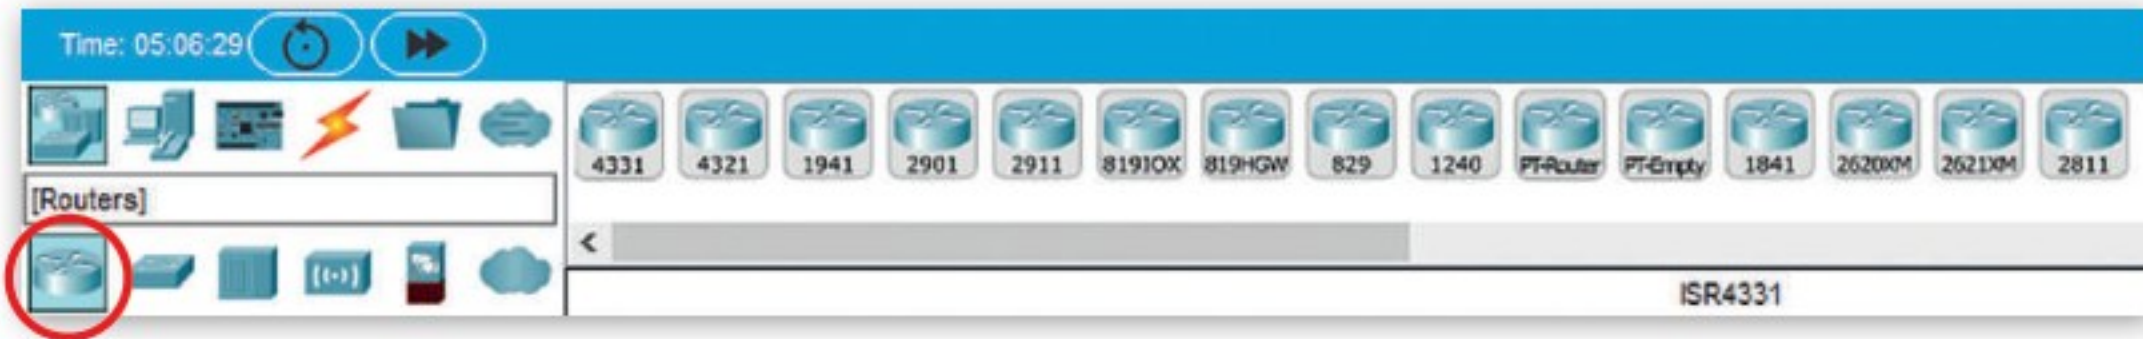 Time: 05:06:29
4331 4321 1941 2901 2911 819IOX 819HGW 829 1240 PT-Router PT-Empty 1841 2620XM 2621XM 2811
[Routers]
ISR4331